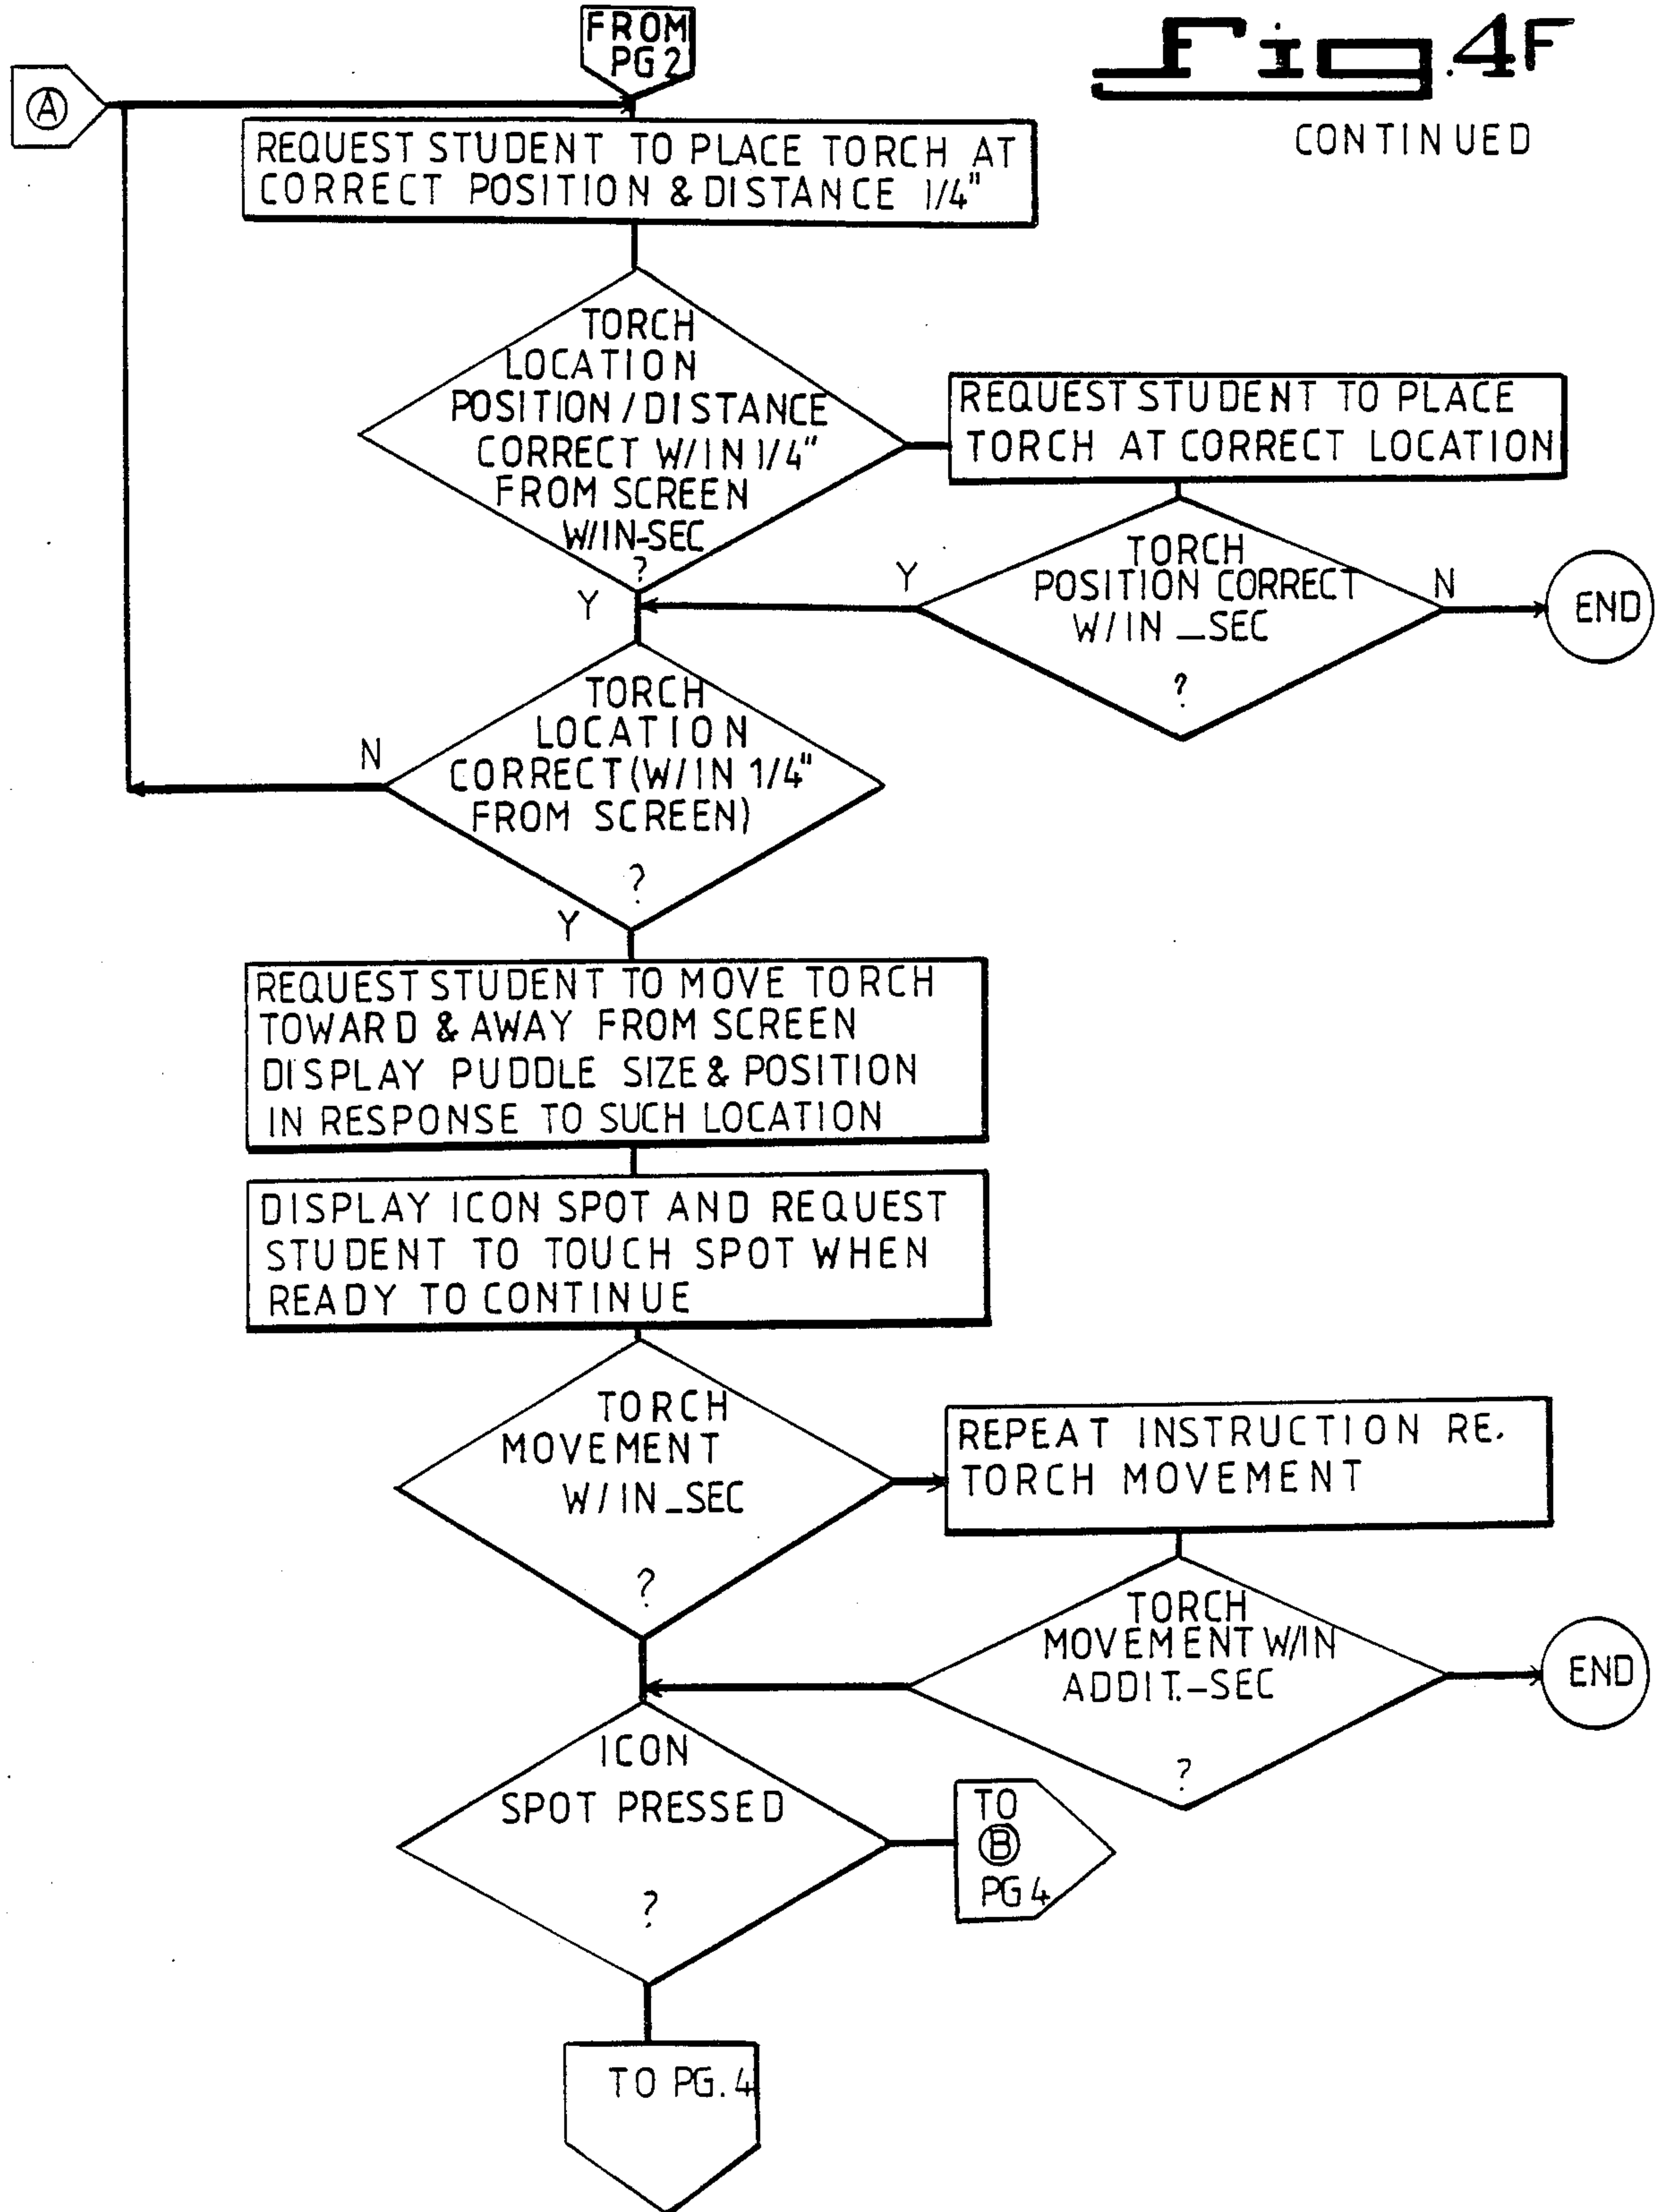 FROM
PG 2
Fig. 4F
CONTINUED
A
REQUEST STUDENT TO PLACE TORCH AT
CORRECT POSITION & DISTANCE 1/4"
TORCH
LOCATION
POSITION / DISTANCE
CORRECT W/IN 1/4"
FROM SCREEN
W/IN-SEC
?
REQUEST STUDENT TO PLACE
TORCH AT CORRECT LOCATION
Y
Y
TORCH
POSITION CORRECT
W/IN _SEC
?
N
END
TORCH
LOCATION
CORRECT (W/IN 1/4"
FROM SCREEN)
?
N
Y
REQUEST STUDENT TO MOVE TORCH
TOWARD & AWAY FROM SCREEN
DISPLAY PUDDLE SIZE & POSITION
IN RESPONSE TO SUCH LOCATION
DISPLAY ICON SPOT AND REQUEST
STUDENT TO TOUCH SPOT WHEN
READY TO CONTINUE
TORCH
MOVEMENT
W/IN _SEC
?
REPEAT INSTRUCTION RE.
TORCH MOVEMENT
TORCH
MOVEMENT W/IN
ADDIT.-SEC
?
END
ICON
SPOT PRESSED
?
TO
B
PG 4
TO PG. 4